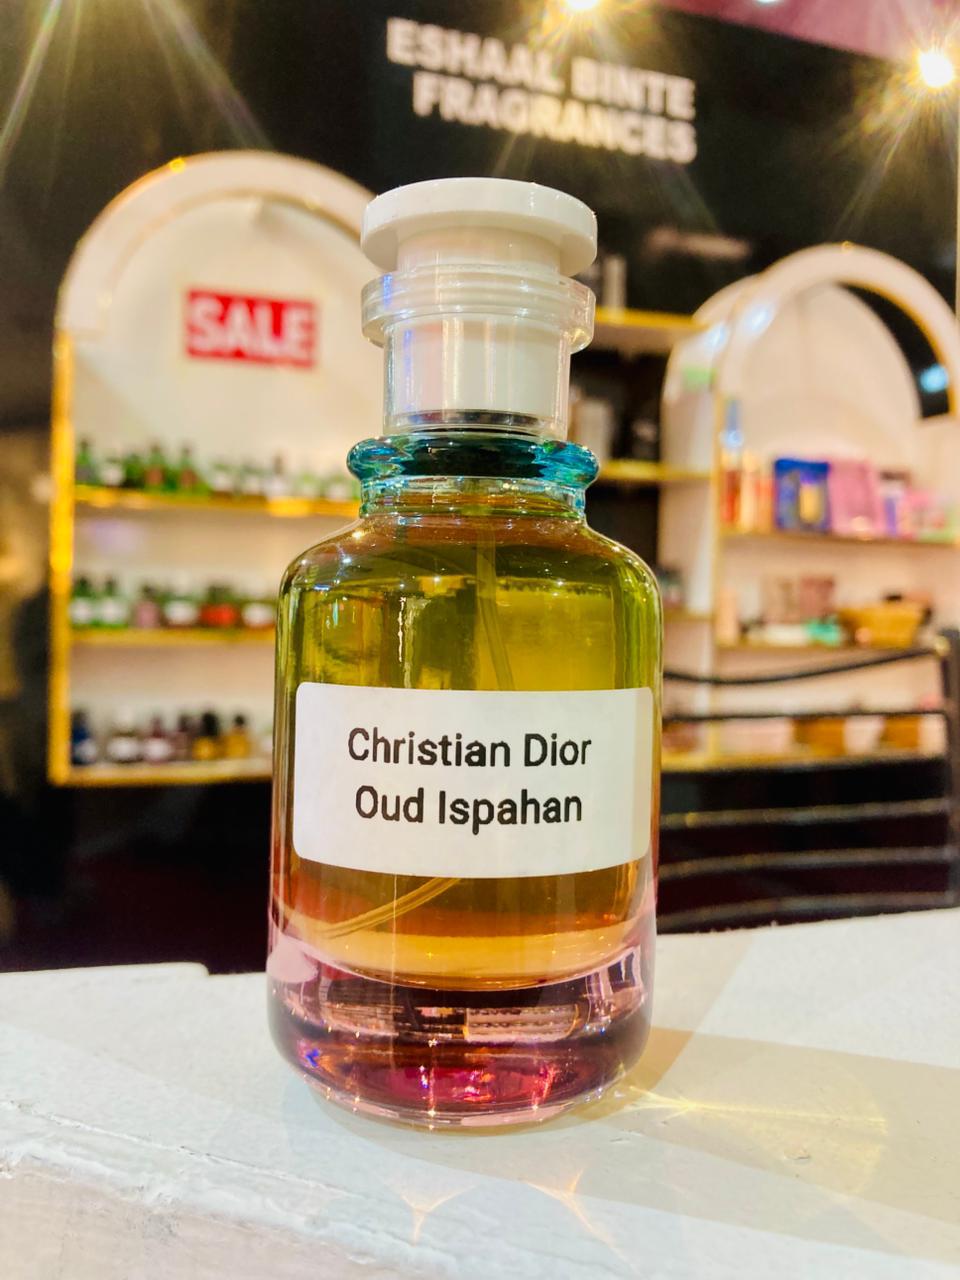 ESHAAL BINTE
FRAGRANCES
SALE
Christian Dior
Oud Ispahan